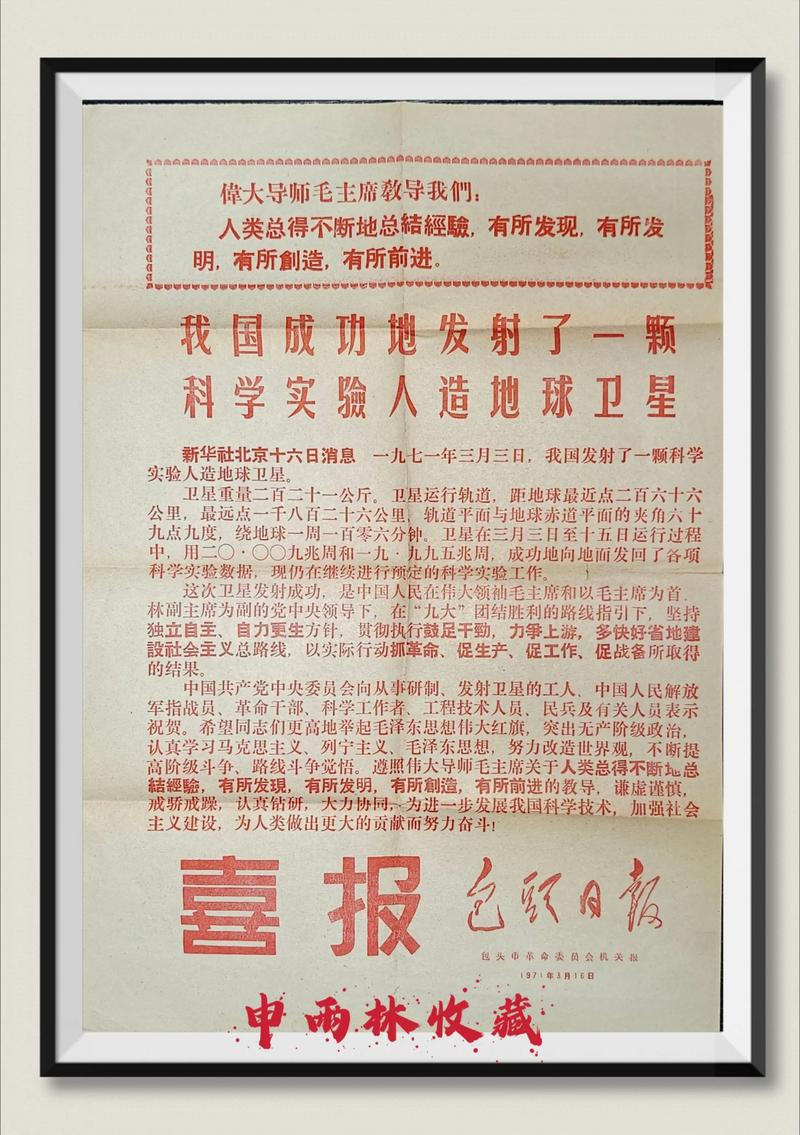 偉大导师毛主席敎导我們：
人类总得不断地总結經驗，有所发现，有所发
明，有所創造，有所前进。
我国成功地发射了一颗
科学实驗人造地球卫星
新华社北京十六日消息　一九七一年三月三日，我国发射了一颗科学
实验人造地球卫星。
卫星重量二百二十一公斤。卫星运行轨道，距地球最近点二百六十六
公里，最远点一千八百二十六公里，轨道平面与地球赤道平面的夹角六十
九点九度，绕地球一周一百零六分钟。卫星在三月三日至十五日运行过程
中，用二〇·〇〇九兆周和一九·九九五兆周，成功地向地面发回了各项
科学实验数据，现仍在继续进行预定的科学实验工作。
这次卫星发射成功，是中国人民在伟大领袖毛主席和以毛主席为首、
林副主席为副的党中央领导下，在“九大”团结胜利的路线指引下，坚持
独立自主、自力更生方针，贯彻执行鼓足干勁，力爭上游，多快好省地建
設社会主义总路线，以实际行动抓革命、促生产、促工作、促战备所取得
的结果。
中国共产党中央委员会向从事研制、发射卫星的工人、中国人民解放
军指战员、革命干部、科学工作者、工程技术人员、民兵及有关人员表示
祝贺。希望同志们更高地举起毛泽东思想伟大红旗，突出无产阶级政治，
认真学习马克思主义、列宁主义、毛泽东思想，努力改造世界观，不断提
高阶级斗争、路线斗争觉悟。遵照伟大导师毛主席关于人类总得不断地总
結經驗，有所发現，有所发明，有所創造，有所前进的教导，谦虚谨慎，
戒骄戒躁，认真钻研，大力协同，为进一步发展我国科学技术，加强社会
主义建设，为人类做出更大的贡献而努力奋斗！
喜报
包頭日報
包头市革命委员会机关报
1971年3月16日
申雨林收藏